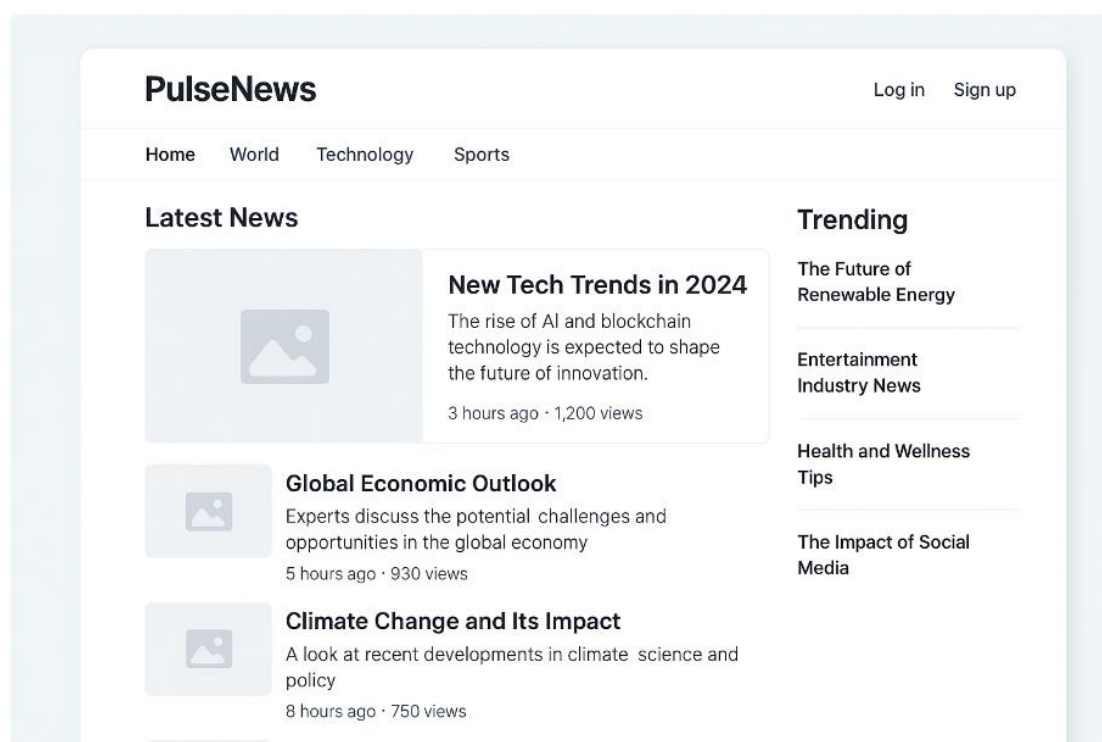 PulseNews
Log in Sign up
Home World Technology Sports
Latest News
New Tech Trends in 2024
The rise of AI and blockchain
technology is expected to shape
the future of innovation.
3 hours ago · 1,200 views
Global Economic Outlook
Experts discuss the potential challenges and
opportunities in the global economy
5 hours ago · 930 views
Climate Change and Its Impact
A look at recent developments in climate science and
policy
8 hours ago · 750 views
Trending
The Future of
Renewable Energy
Entertainment
Industry News
Health and Wellness
Tips
The Impact of Social
Media